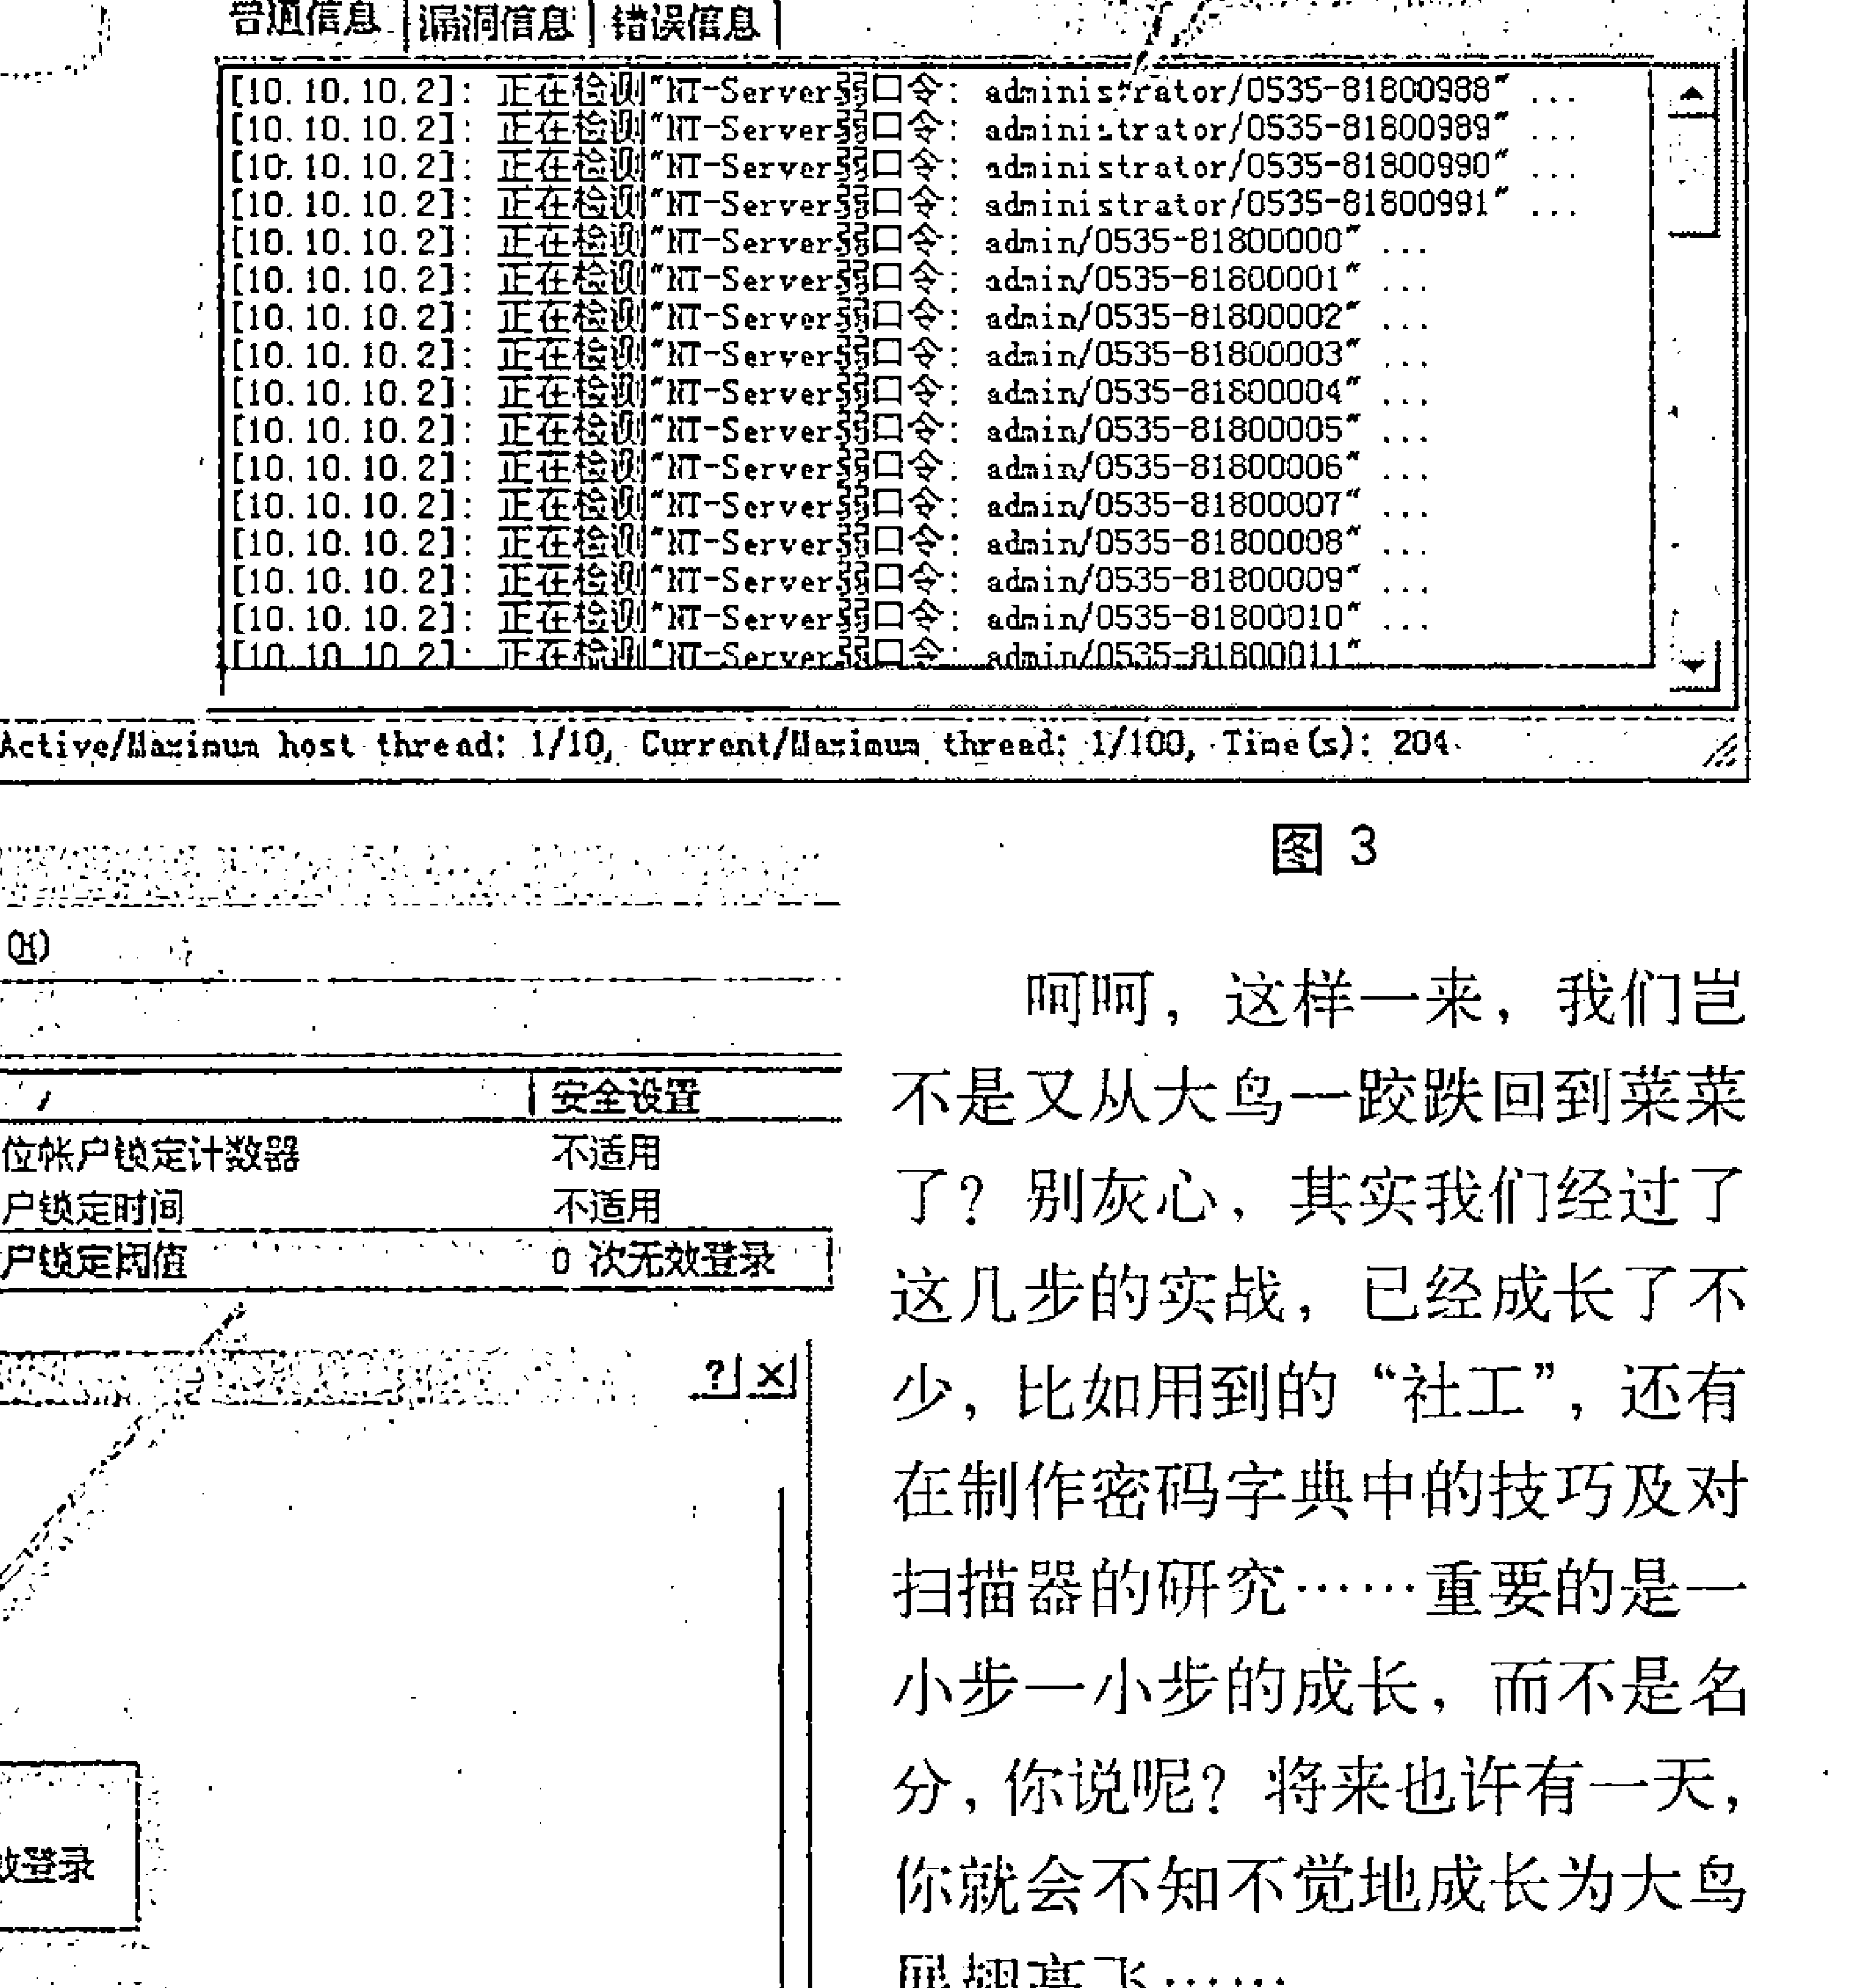 普通信息 漏洞信息 错误信息
[10.10.10.2]: 正在检测"NT-Server弱口令: administrator/0535-81800988" ...
[10.10.10.2]: 正在检测"NT-Server弱口令: administrator/0535-81800989" ...
[10.10.10.2]: 正在检测"NT-Server弱口令: administrator/0535-81800990" ...
[10.10.10.2]: 正在检测"NT-Server弱口令: administrator/0535-81800991" ...
[10.10.10.2]: 正在检测"NT-Server弱口令: admin/0535-81800000" ...
[10.10.10.2]: 正在检测"NT-Server弱口令: admin/0535-81800001" ...
[10.10.10.2]: 正在检测"NT-Server弱口令: admin/0535-81800002" ...
[10.10.10.2]: 正在检测"NT-Server弱口令: admin/0535-81800003" ...
[10.10.10.2]: 正在检测"NT-Server弱口令: admin/0535-81800004" ...
[10.10.10.2]: 正在检测"NT-Server弱口令: admin/0535-81800005" ...
[10.10.10.2]: 正在检测"NT-Server弱口令: admin/0535-81800006" ...
[10.10.10.2]: 正在检测"NT-Server弱口令: admin/0535-81800007" ...
[10.10.10.2]: 正在检测"NT-Server弱口令: admin/0535-81800008" ...
[10.10.10.2]: 正在检测"NT-Server弱口令: admin/0535-81800009" ...
[10.10.10.2]: 正在检测"NT-Server弱口令: admin/0535-81800010" ...
[10.10.10.2]: 正在检测"NT-Server弱口令: admin/0535-81800011"
Active/Maximum host thread: 1/10, Current/Maximum thread: 1/100, Time(s): 204
图 3
(H)
安全设置
位帐户锁定计数器 不适用
户锁定时间 不适用
户锁定阈值 0 次无效登录
效登录
呵呵，这样一来，我们岂
不是又从大鸟一跤跌回到菜菜
了？别灰心，其实我们经过了
这几步的实战，已经成长了不
少，比如用到的“社工”，还有
在制作密码字典中的技巧及对
扫描器的研究……重要的是一
小步一小步的成长，而不是名
分，你说呢？将来也许有一天，
你就会不知不觉地成长为大鸟
展翅高飞……